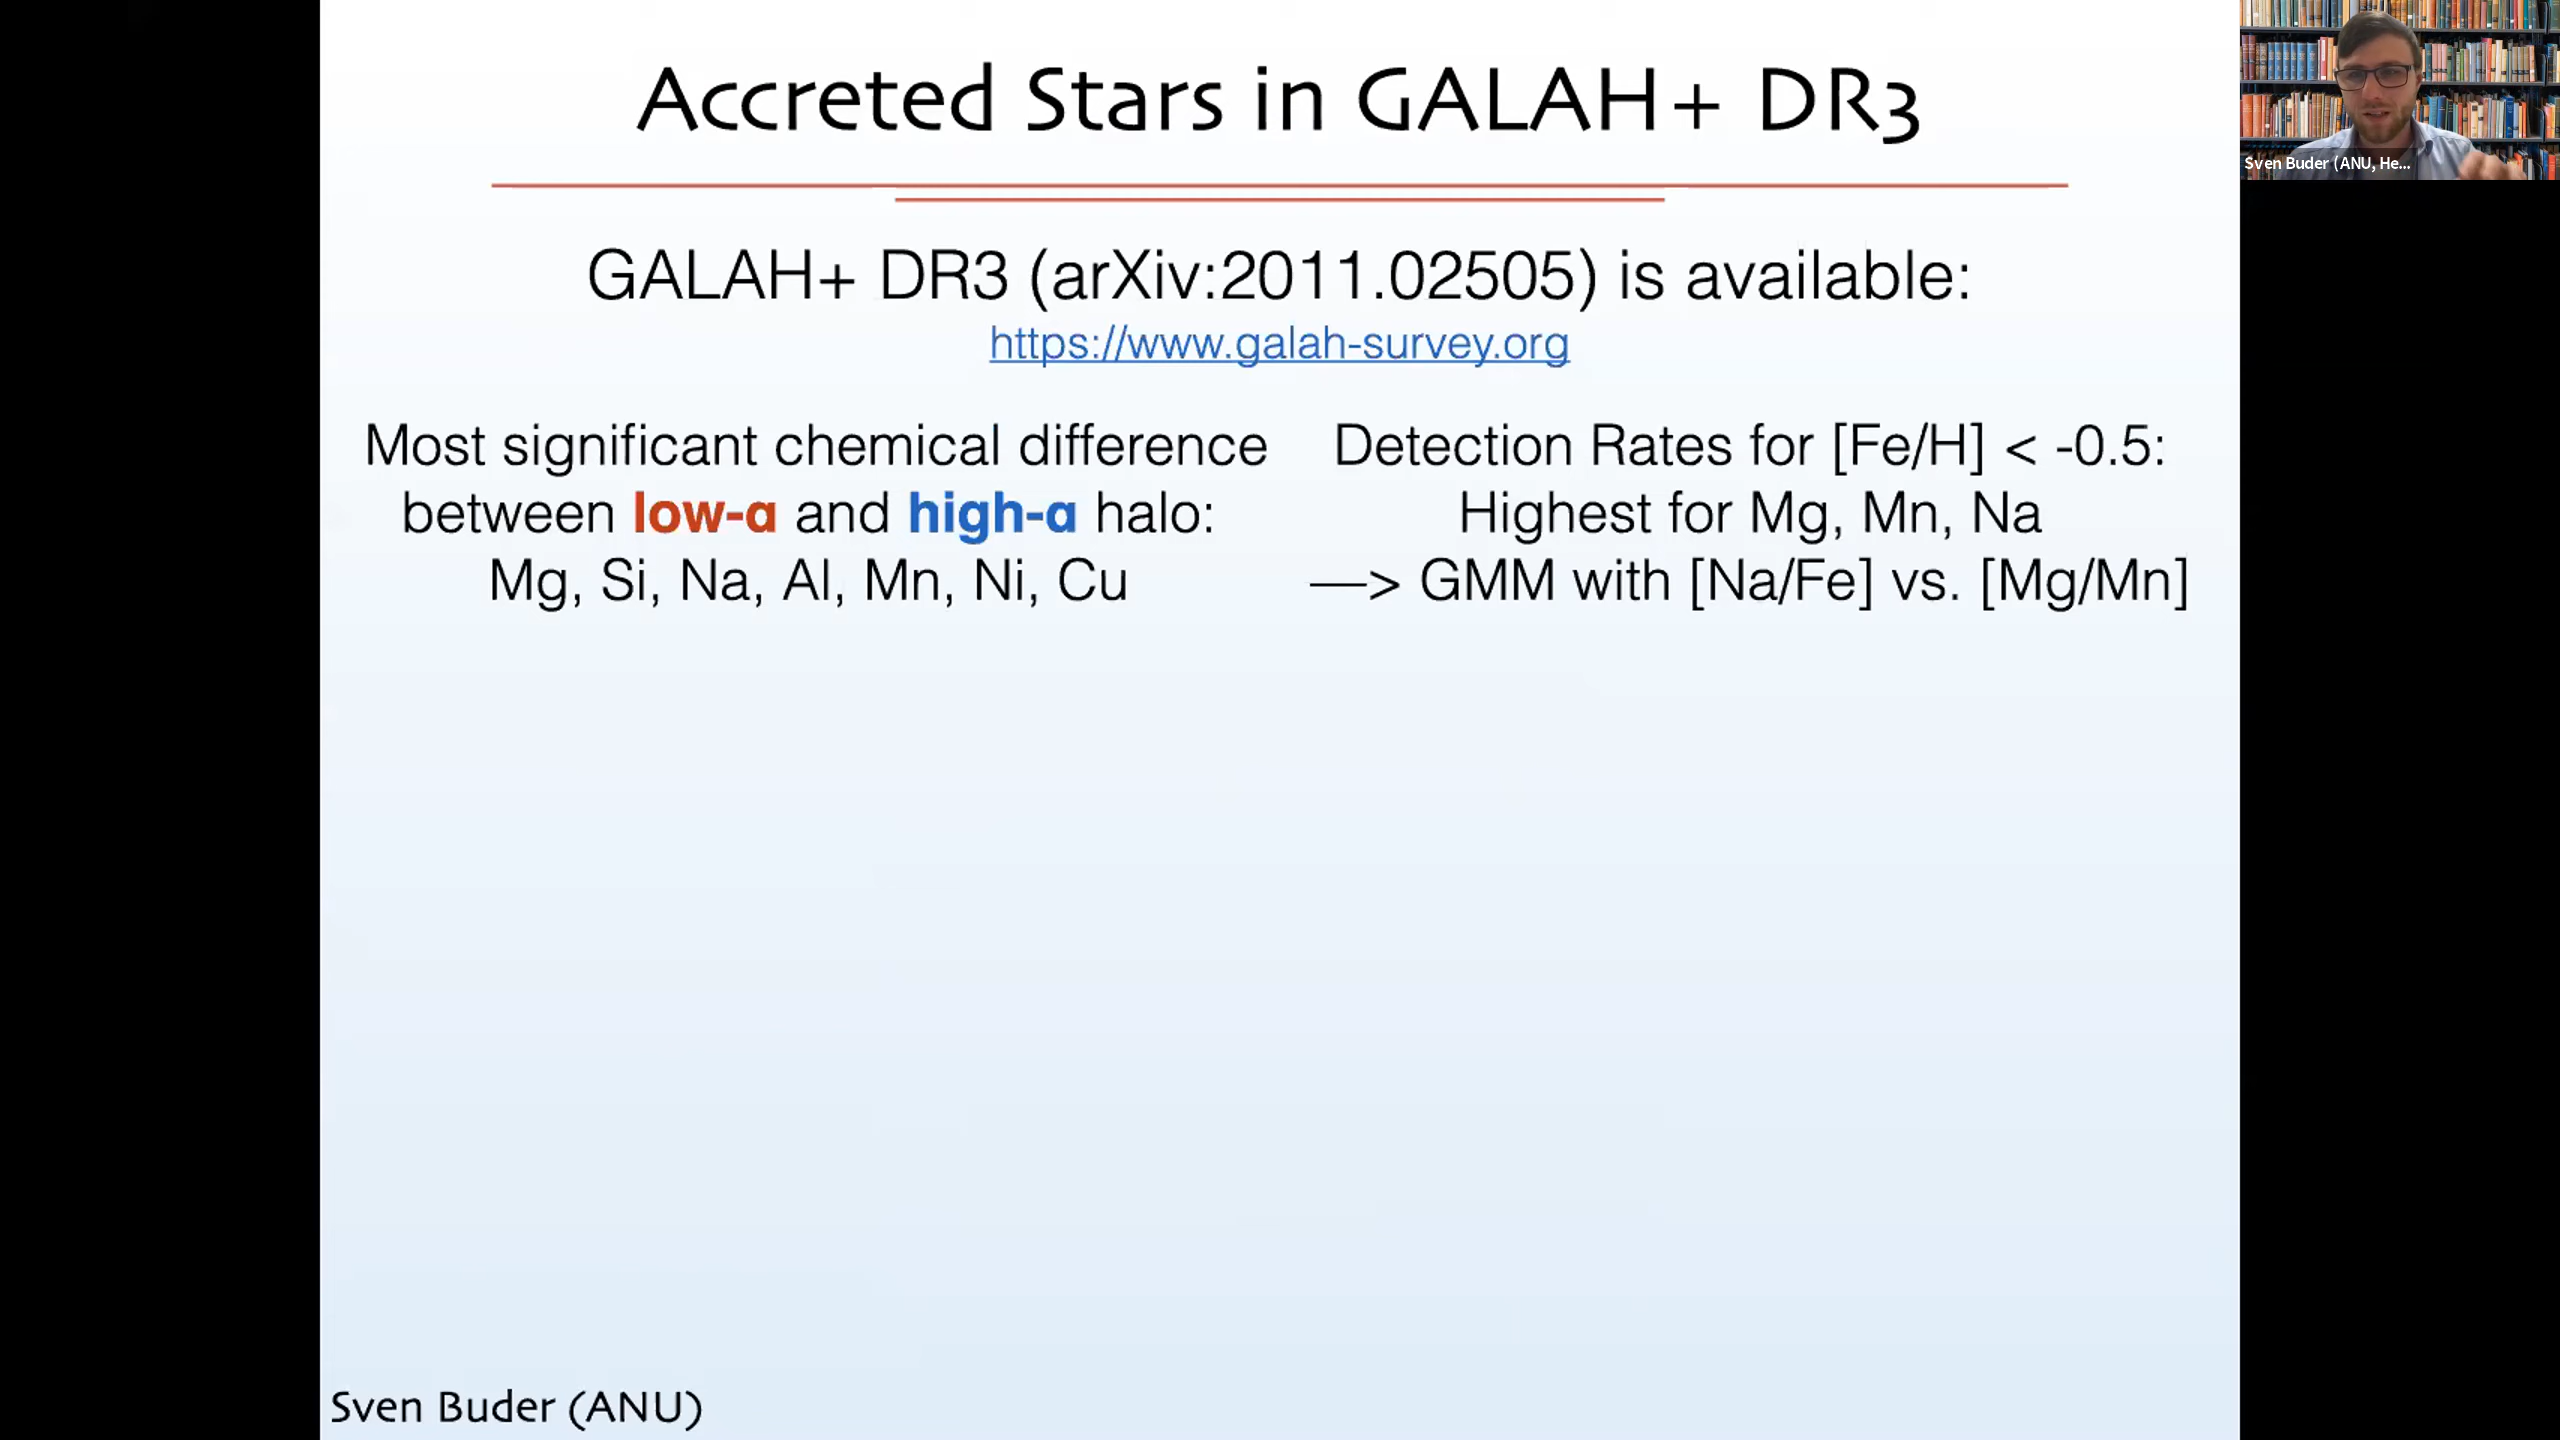 Accreted Stars in GALAH+ DR3
Sven Buder (ANU, He...
GALAH+ DR3 (arXiv:2011.02505) is available:
https://www.galah-survey.org
Most significant chemical difference
between low-α and high-α halo:
Mg, Si, Na, Al, Mn, Ni, Cu
Detection Rates for [Fe/H] < -0.5:
Highest for Mg, Mn, Na
—> GMM with [Na/Fe] vs. [Mg/Mn]
Sven Buder (ANU)